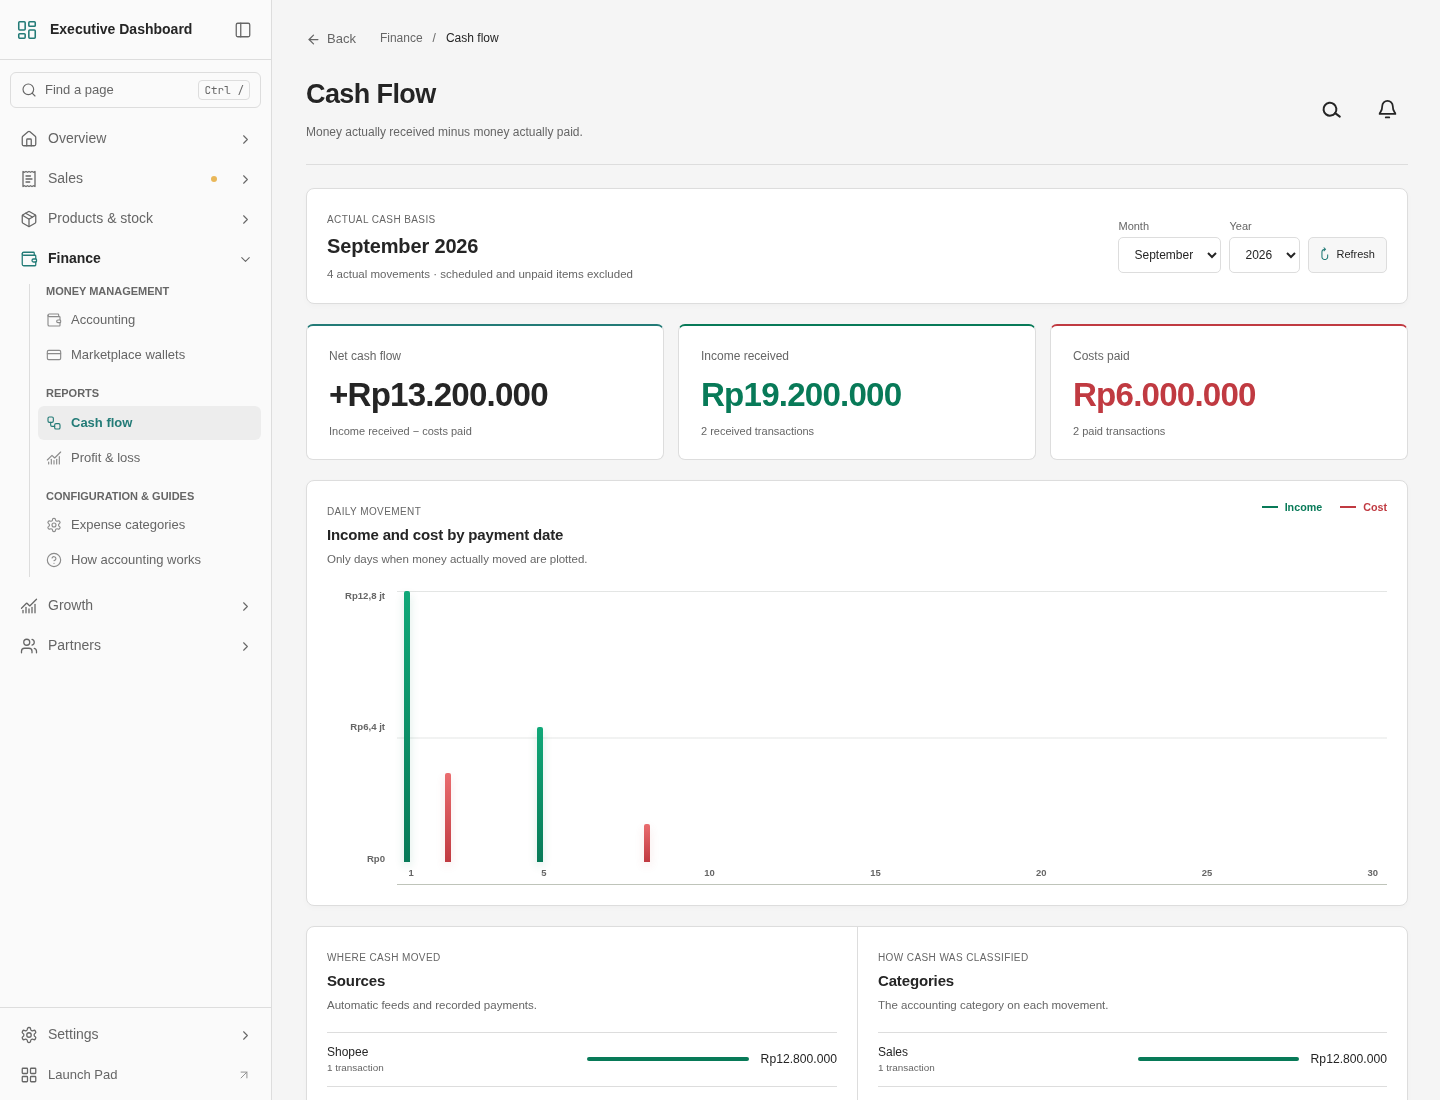 Executive Dashboard
Find a page
Ctrl /
Overview
Sales
Products & stock
Finance
MONEY MANAGEMENT
Accounting
Marketplace wallets
REPORTS
Cash flow
Profit & loss
CONFIGURATION & GUIDES
Expense categories
How accounting works
Growth
Partners
Settings
Launch Pad
Back
Finance / Cash flow
Cash Flow
Money actually received minus money actually paid.
ACTUAL CASH BASIS
September 2026
4 actual movements · scheduled and unpaid items excluded
Month
September
Year
2026
Refresh
Net cash flow
+Rp13.200.000
Income received − costs paid
Income received
Rp19.200.000
2 received transactions
Costs paid
Rp6.000.000
2 paid transactions
DAILY MOVEMENT
Income and cost by payment date
Only days when money actually moved are plotted.
Income
Cost
Rp12,8 jt
Rp6,4 jt
Rp0
1 5 10 15 20 25 30
WHERE CASH MOVED
Sources
Automatic feeds and recorded payments.
Shopee
1 transaction
Rp12.800.000
HOW CASH WAS CLASSIFIED
Categories
The accounting category on each movement.
Sales
1 transaction
Rp12.800.000